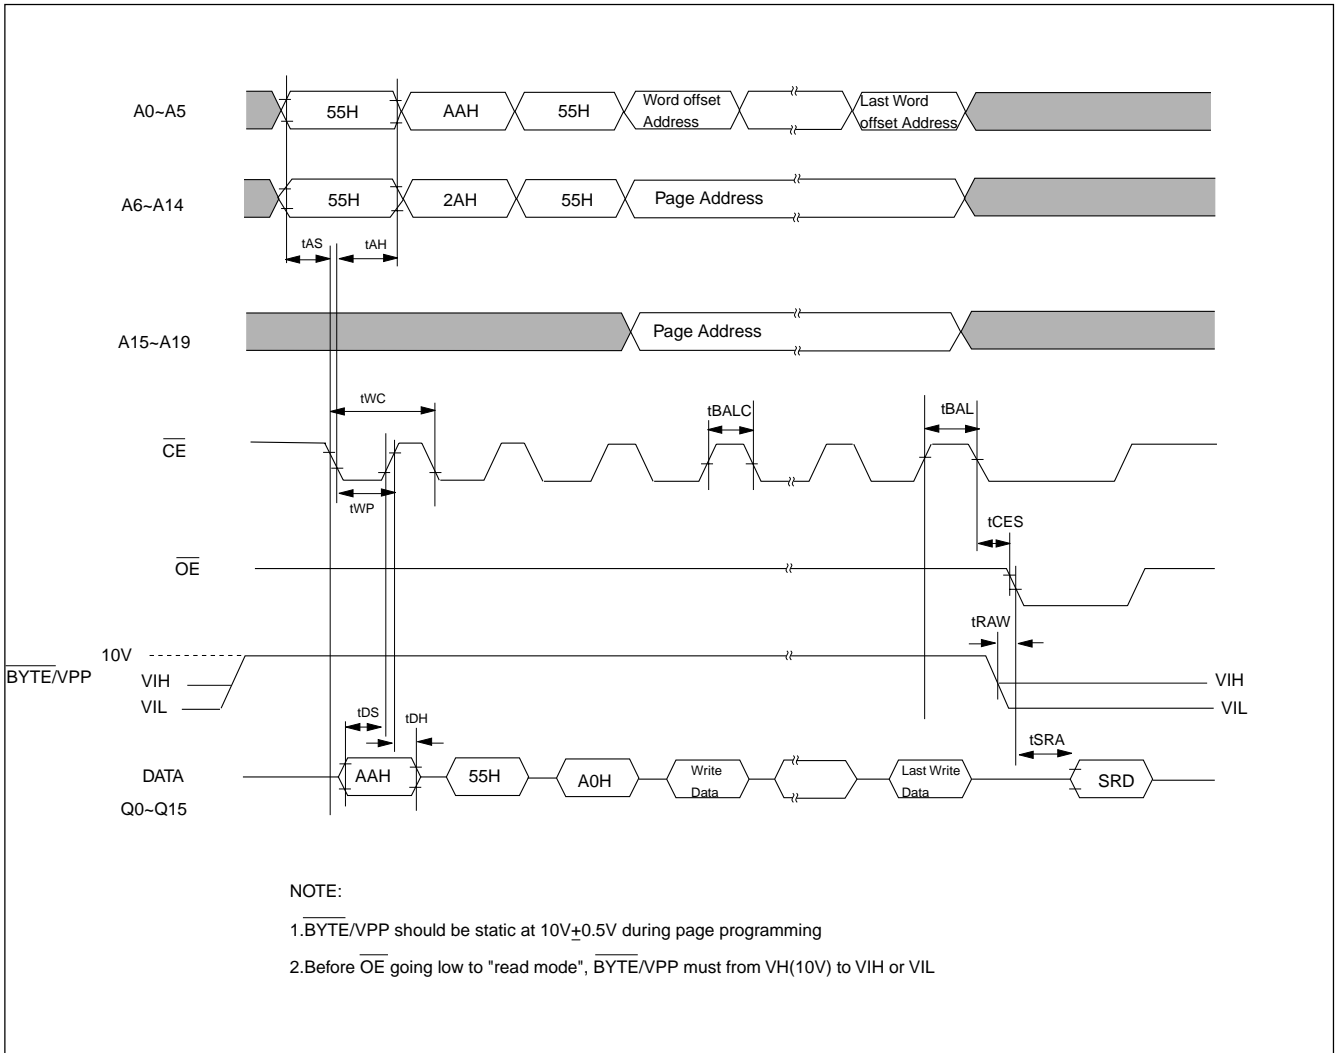 A0~A5
55H
AAH
55H
Word offset
Address
Last Word
offset Address
A6~A14
55H
2AH
55H
Page Address
tAS
tAH
A15~A19
Page Address
tWC
tBALC
tBAL
CE
tWP
tCES
OE
tRAW
10V
BYTE/VPP
VIH
VIL
VIH
VIL
tDS
tDH
tSRA
DATA
Q0~Q15
AAH
55H
A0H
Write
Data
Last Write
Data
SRD
NOTE:
1.BYTE/VPP should be static at 10V±0.5V during page programming
2.Before OE going low to "read mode", BYTE/VPP must from VH(10V) to VIH or VIL